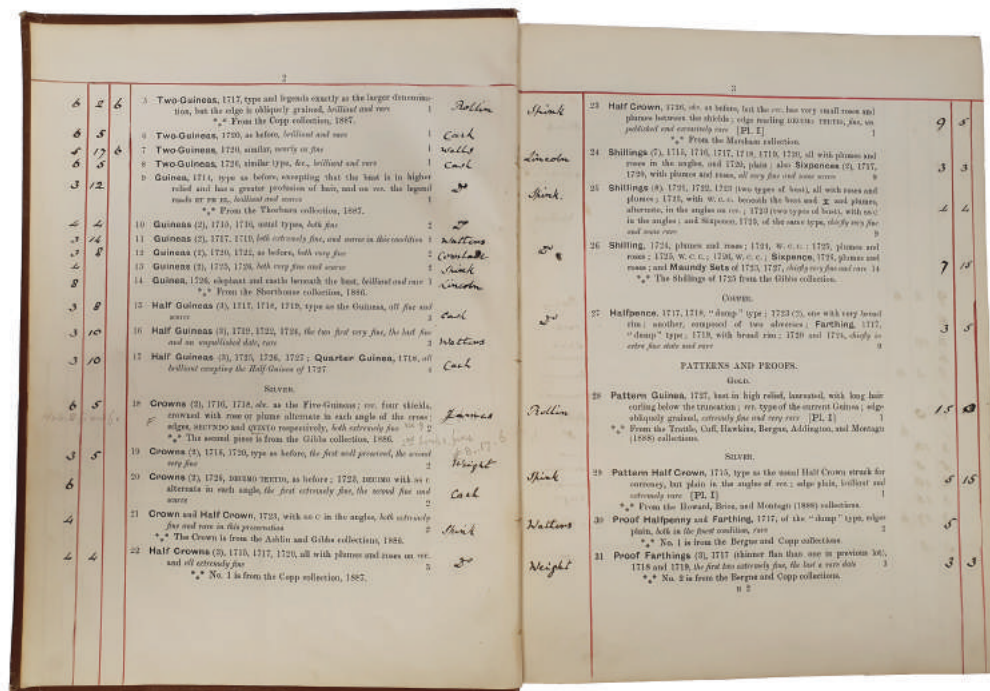 2
6 2 6 5 Two-Guineas, 1717, type and legends exactly as the larger denomina- Rollin
tion, but the edge is obliquely grained, brilliant and rare 1
*** From the Copp collection, 1887.
6 5 6 Two-Guineas, 1720, as before, brilliant and rare 1 Cash
5 17 6 7 Two-Guineas, 1720, similar, nearly as fine 1
6 5 8 Two-Guineas, 1726, similar type, &c., brilliant and rare 1 Cash
9 Guinea, 1714, type as before, excepting that the bust is in higher
3 12 relief and has a greater profusion of hair, and on rev. the legend Do
reads ET PR EL, brilliant and scarce 1
*** From the Thorburn collection, 1887.
4 4 10 Guineas (2), 1715, 1716, usual types, both fine 2 Do
3 14 11 Guineas (2), 1717, 1719, both extremely fine, and scarce in this condition Watters
3 8 12 Guineas (2), 1720, 1722, as before, both very fine 2
4 13 Guineas (2), 1725, 1726, both very fine and scarce 2 Spink
8 14 Guinea, 1726, elephant and castle beneath the bust, brilliant and rare 1 Lincoln
*** From the Shorthouse collection, 1886.
3 8 15 Half Guineas (3), 1717, 1718, 1719, type as the Guineas, all fine and
scarce 3 Cash
3 10 16 Half Guineas (3), 1719, 1722, 1724, the two first very fine, the last fine
and an unpublished date, rare 3 Watters
3 10 17 Half Guineas (3), 1725, 1726, 1727; Quarter Guinea, 1718, all
brilliant excepting the Half-Guinea of 1727 4 Cash
SILVER.
6 5 18 Crowns (2), 1716, 1718, obv. as the Five-Guineas; rev. four shields,
crowned with rose or plume alternate in each angle of the cross;
edges, SECUNDO and QUINTO respectively, both extremely fine 2
*** The second piece is from the Gibbs collection, 1886.
3 5 19 Crowns (2), 1718, 1720, type as before, the first well preserved, the second
very fine 2 Wright
6 20 Crowns (2), 1726, DECIMO TERTIO, as before; 1723, DECIMO with SS C
alternate in each angle, the first extremely fine, the second fine and Cash
scarce 2
4 21 Crown and Half Crown, 1723, with SS C in the angles, both extremely
fine and rare in this preservation 2 Spink
*** The Crown is from the Ashlin and Gibbs collections, 1886.
4 4 22 Half Crowns (3), 1715, 1717, 1720, all with plumes and roses on rev.
and all extremely fine 3 Do
*** No. 1 is from the Copp collection, 1887.
3
Spink 23 Half Crown, 1726, obv. as before, but the rev. has very small roses and 9 5
plumes between the shields; edge reading DECIMO TERTIO, fine, un-
published and extremely rare [Pl. I] 1
*** From the Marsham collection.
Lincoln 24 Shillings (7), 1715, 1716, 1717, 1718, 1719, 1720, all with plumes and 3 3
roses in the angles, and 1720, plain; also Sixpences (2), 1717,
1720, with plumes and roses, all very fine and some scarce 9
Spink. 25 Shillings (8), 1721, 1722, 1723 (two types of bust), all with roses and
plumes; 1725, with W. C. C. beneath the bust and and plumes, 4 4
alternate, in the angles on rev.; 1723 (two types of bust), with SS C
in the angles; and Sixpence, 1723, of the same type, chiefly very fine
and some rare 9
Do 26 Shilling, 1724, plumes and roses; 1724, W. C. C.; 1725, plumes and
roses; 1725, W. C. C.; 1726, W. C. C.; Sixpence, 1726, plumes and 7 15
roses; and Maundy Sets of 1723, 1727, chiefly very fine and rare 14
*** The Shillings of 1725 from the Gibbs collection.
COPPER.
Do 27 Halfpence, 1717, 1718, "dump" type; 1723 (2), one with very broad
rim; another, composed of two obverses; Farthing, 1717, 3 5
"dump" type; 1719, with broad rim; 1720 and 1724, chiefly in
extra fine state and rare 9
PATTERNS AND PROOFS.
GOLD.
Rollin 28 Pattern Guinea, 1727, bust in high relief, laureated, with long hair 15
curling below the truncation; rev. type of the current Guinea; edge
obliquely grained, extremely fine and very rare [Pl. I] 1
*** From the Trattle, Cuff, Hawkins, Bergne, Addington, and Montagu
(1888) collections.
SILVER.
Spink 29 Pattern Half Crown, 1715, type as the usual Half Crown struck for 5 15
currency, but plain in the angles of rev.; edge plain, brilliant and
extremely rare [Pl. I] 1
*** From the Howard, Brice, and Montagu (1888) collections.
Watters 30 Proof Halfpenny and Farthing, 1717, of the "dump" type, edges 5
plain, both in the finest condition, rare 2
*** No. 1 is from the Bergne and Copp collections.
Weight 31 Proof Farthings (3), 1717 (thinner flan than one in previous lot), 3 3
1718 and 1719, the first two extremely fine, the last a rare date 3
*** No. 2 is from the Bergne and Copp collections.
B 2